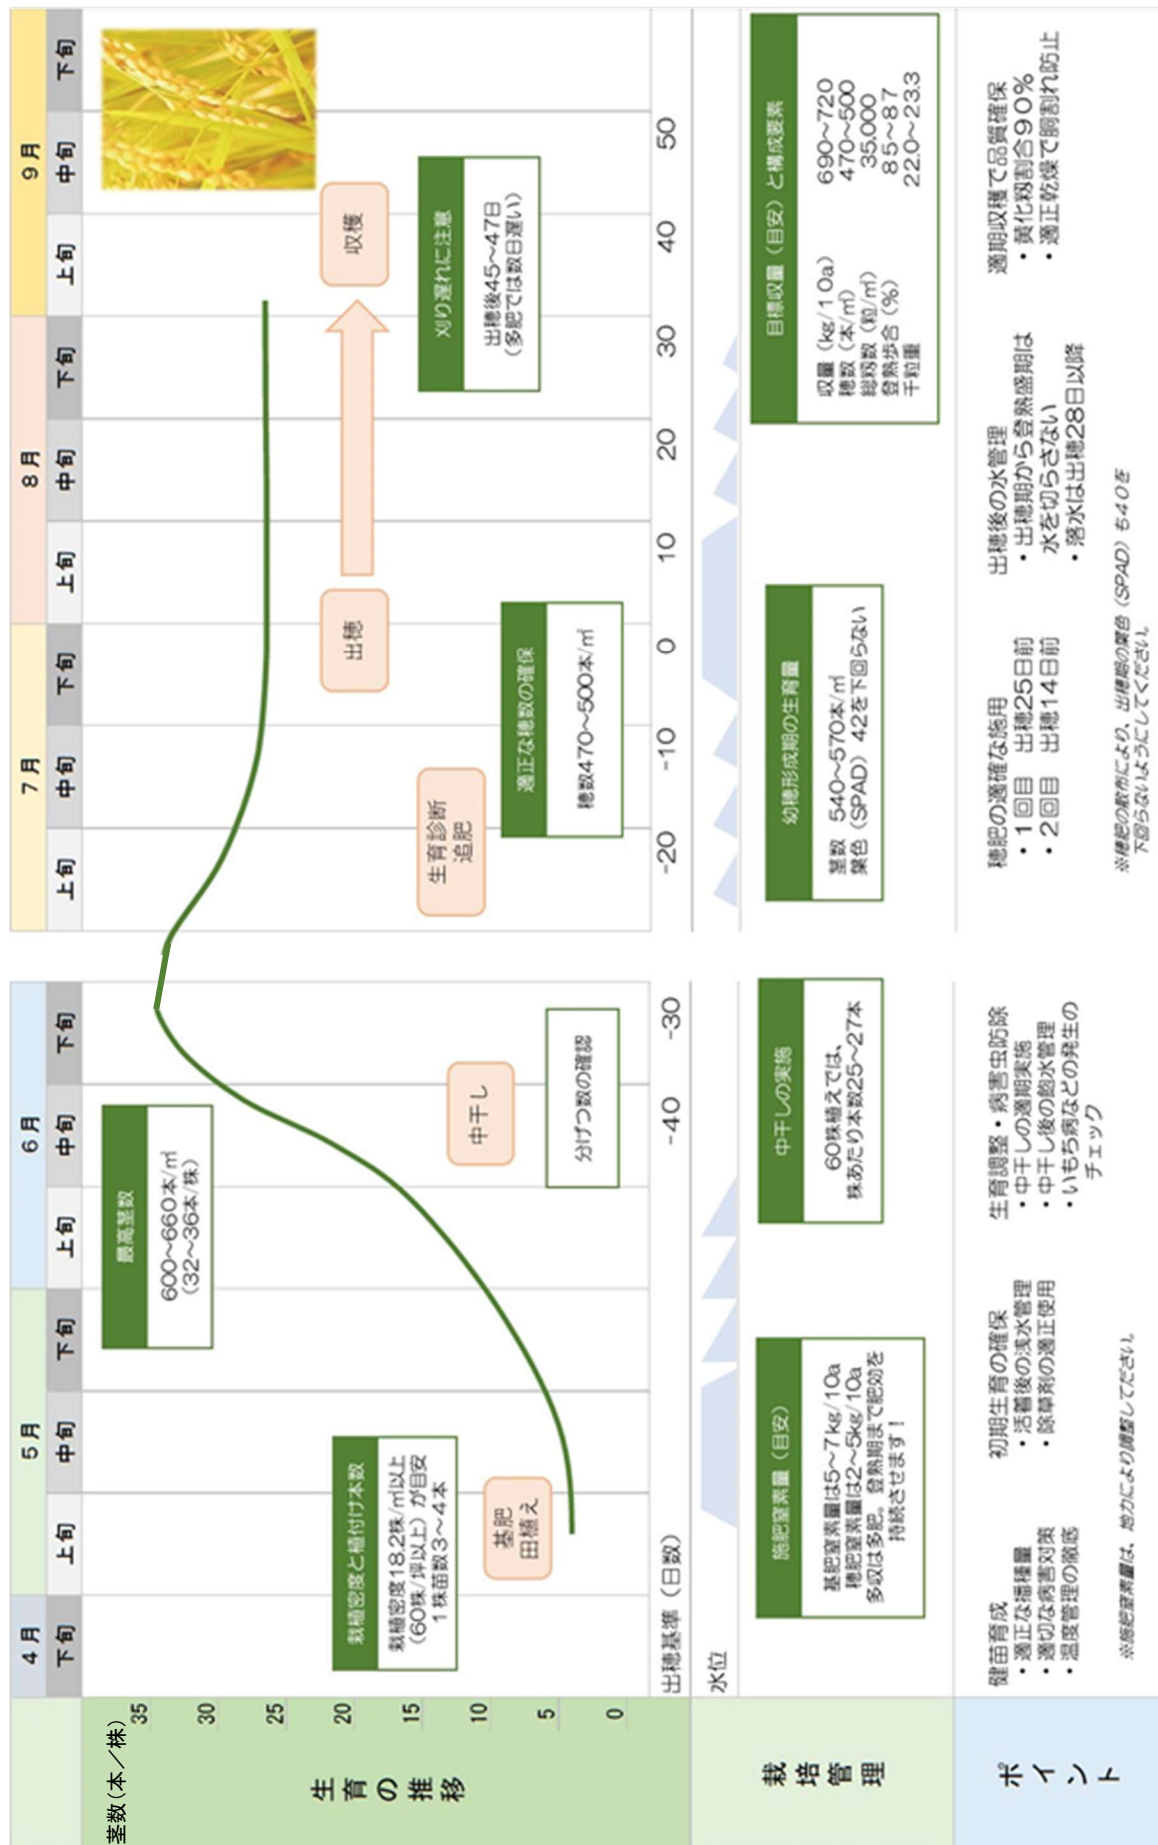 4月
5月
6月
7月
8月
9月
下旬
上旬
中旬
下旬
上旬
中旬
下旬
上旬
中旬
下旬
上旬
中旬
下旬
上旬
中旬
下旬
生育の推移
茎数(本/株)
35
30
25
20
15
10
5
0
最高茎数
600~660本/㎡
(32~36本/株)
栽植密度と植付け本数
栽植密度18.2株/㎡以上
(60株/坪以上)が目安
1株苗数3~4本
基肥
田植え
中干し
分げつ数の確認
生育診断
追肥
適正な穂数の確保
穂数470~500本/㎡
出穂
収穫
刈り遅れに注意
出穂後45~47日
(多肥では数日遅い)
出穂基準(日数)
-40
-30
-20
-10
0
10
20
30
40
50
栽培管理
水位
施肥窒素量(目安)
基肥窒素量は5~7kg/10a
穂肥窒素量は2~5kg/10a
多収は多肥。登熟期まで肥効を
持続させます!
中干しの実施
60株植えでは、
株あたり本数25~27本
幼穂形成期の生育量
茎数 540~570本/㎡
葉色(SPAD)42を下回らない
目標収量(目安)と構成要素
収量(kg/10a) 690~720
穂数(本/㎡) 470~500
総籾数(粒/㎡) 35,000
登熟歩合(%) 85~87
千粒重 22.0~23.3
ポイント
健苗育成
・適正な播種量
・適切な病害対策
・温度管理の徹底
初期生育の確保
・活着後の浅水管理
・除草剤の適正使用
※施肥窒素量は、地力により調整してください。
生育調整・病害虫防除
・中干しの適期実施
・中干し後の飽水管理
・いもち病などの発生の
チェック
穂肥の適確な施用
・1回目 出穂25日前
・2回目 出穂14日前
※穂肥の散布により、出穂期の葉色(SPAD)も40を
下回らないようにしてください。
出穂後の水管理
・出穂期から登熟盛期は
水を切らさない
・落水は出穂28日以降
適期収穫で品質確保
・黄化籾割合90%
・適正乾燥で胴割れ防止